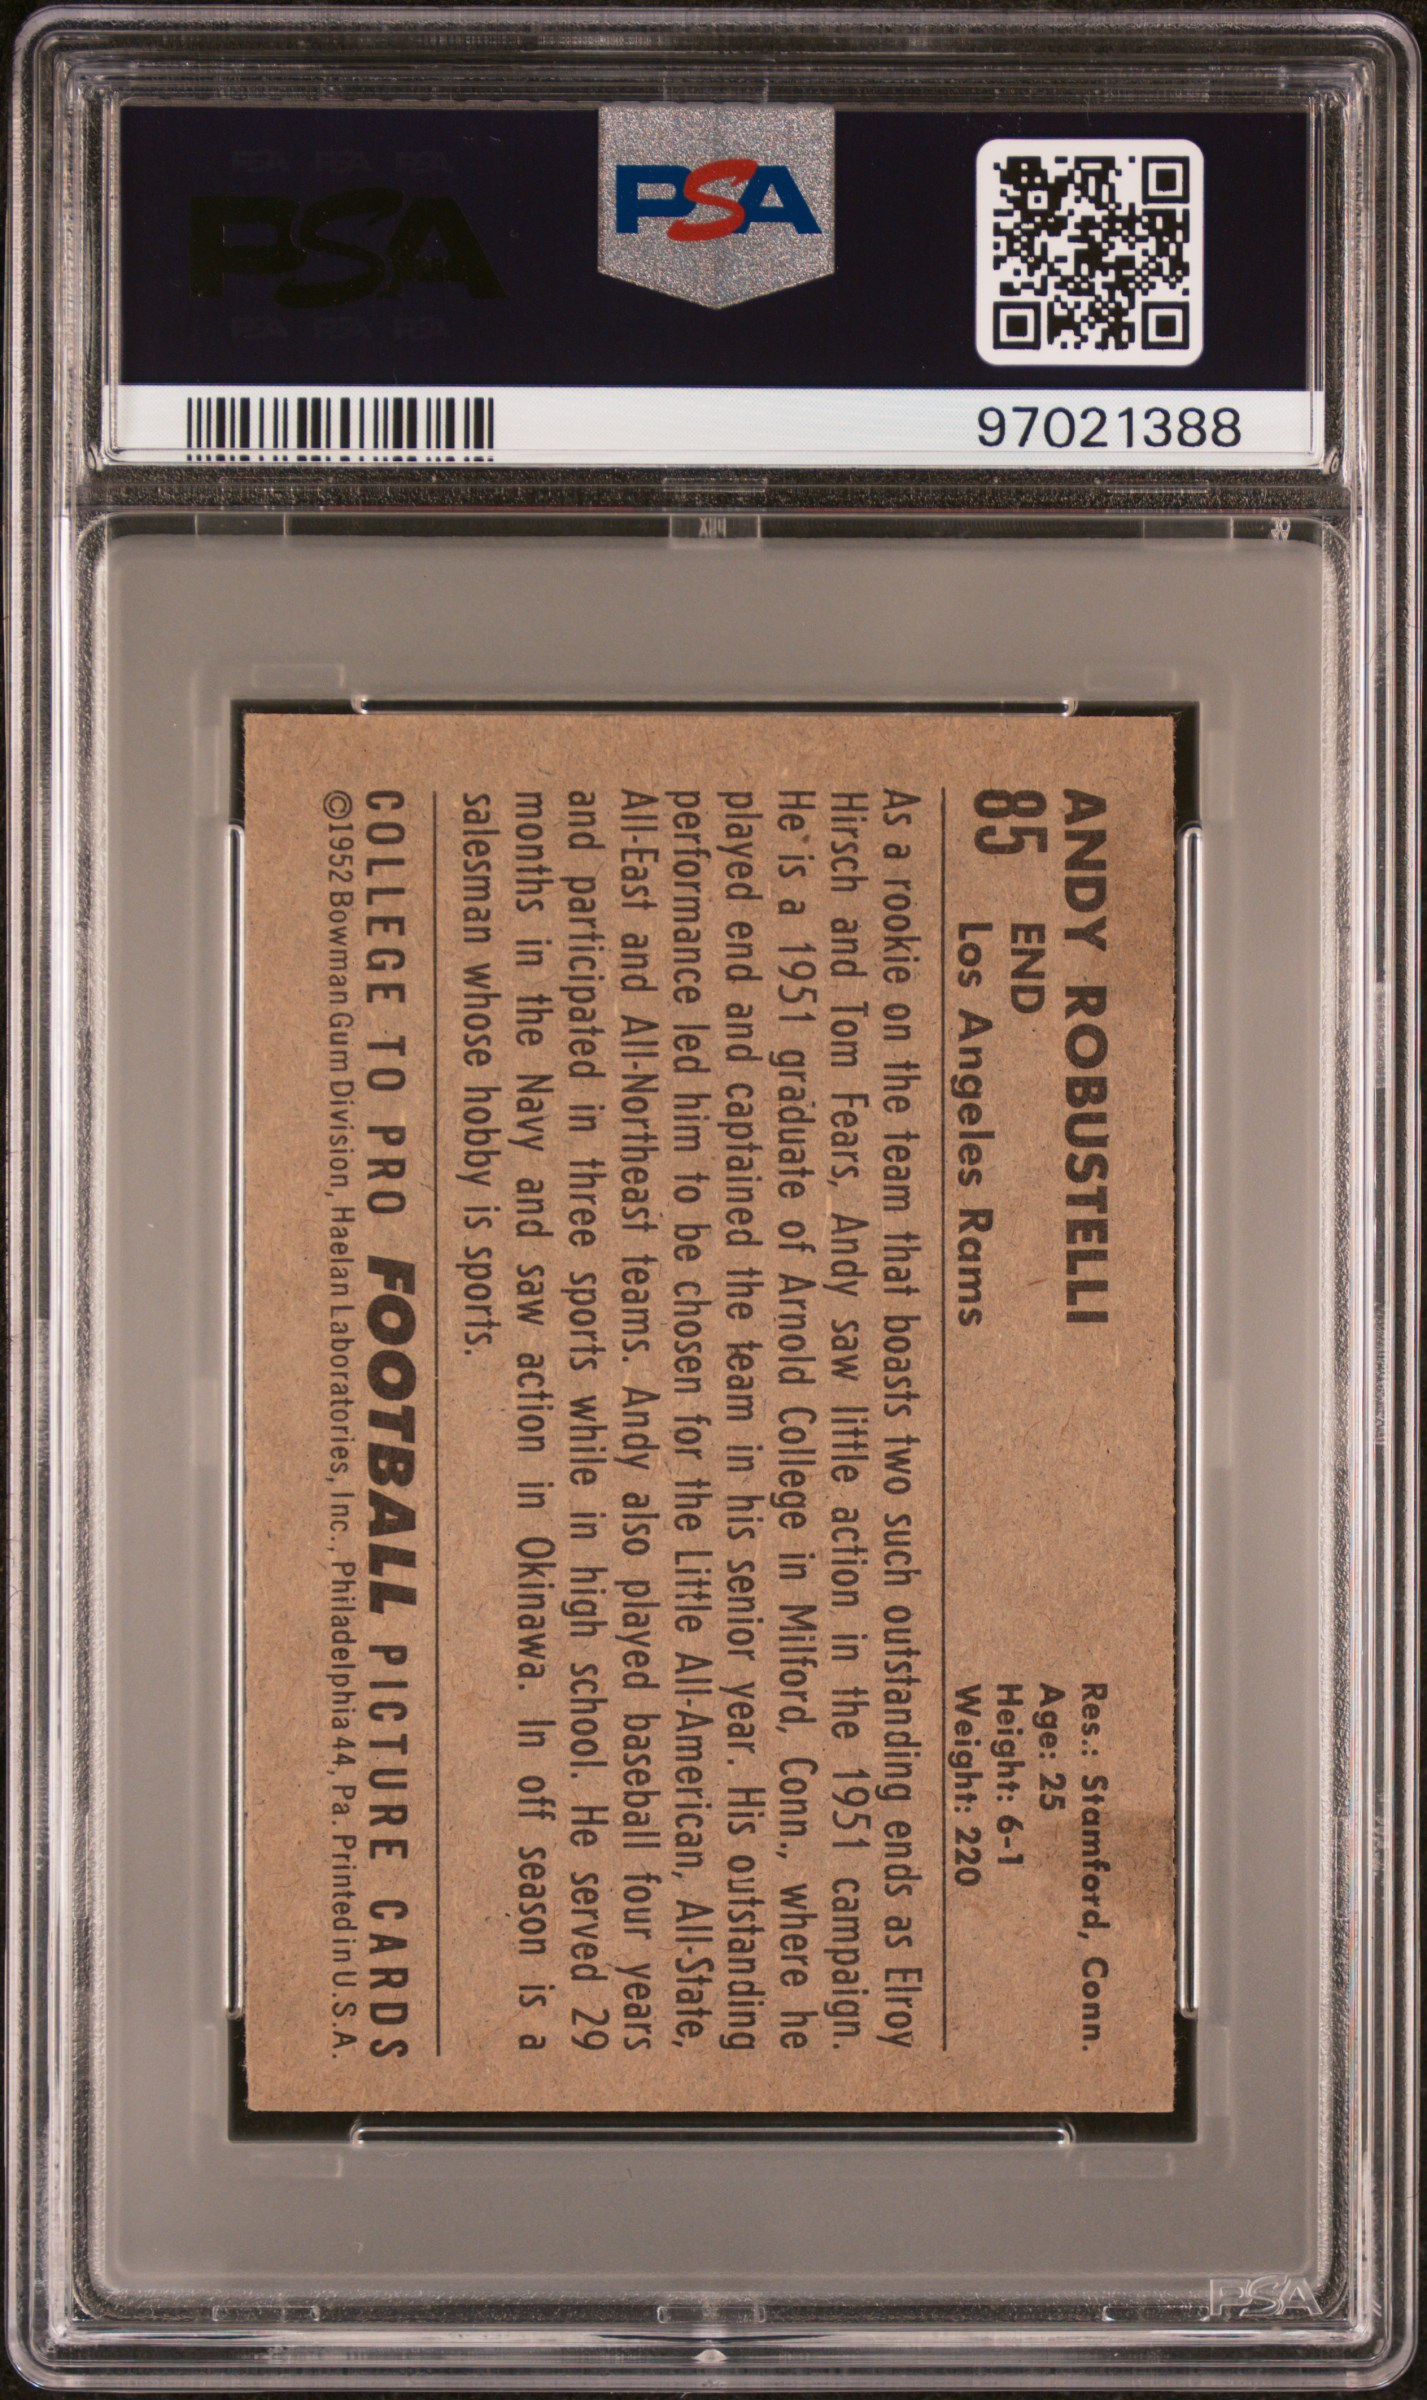 PSA
PSA
97021388
ANDY ROBUSTELLI
85 END
Los Angeles Rams
Res.: Stamford, Conn.
Age: 25
Height: 6-1
Weight: 220
As a rookie on the team that boasts two such outstanding ends as Elroy
Hirsch and Tom Fears, Andy saw little action in the 1951 campaign.
He is a 1951 graduate of Arnold College in Milford, Conn., where he
played end and captained the team in his senior year. His outstanding
performance led him to be chosen for the Little All-American, All-State,
All-East and All-Northeast teams. Andy also played baseball four years
and participated in three sports while in high school. He served 29
months in the Navy and saw action in Okinawa. In off season is a
salesman whose hobby is sports.
COLLEGE TO PRO FOOTBALL PICTURE CARDS
©1952 Bowman Gum Division, Haelan Laboratories, Inc., Philadelphia 44, Pa. Printed in U.S.A.
PSA